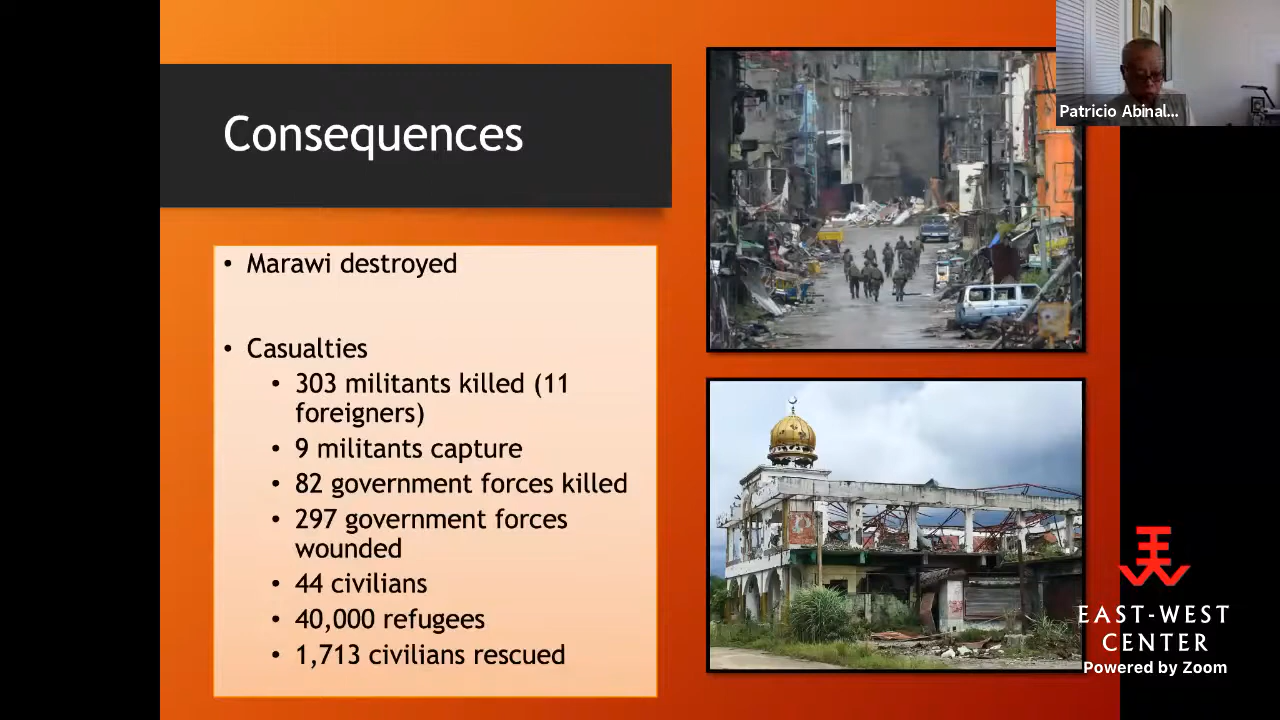 Consequences
• Marawi destroyed
• Casualties
• 303 militants killed (11
foreigners)
• 9 militants capture
• 82 government forces killed
• 297 government forces
wounded
• 44 civilians
• 40,000 refugees
• 1,713 civilians rescued
Patricio Abinal...
EAST-WEST
CENTER
Powered by Zoom